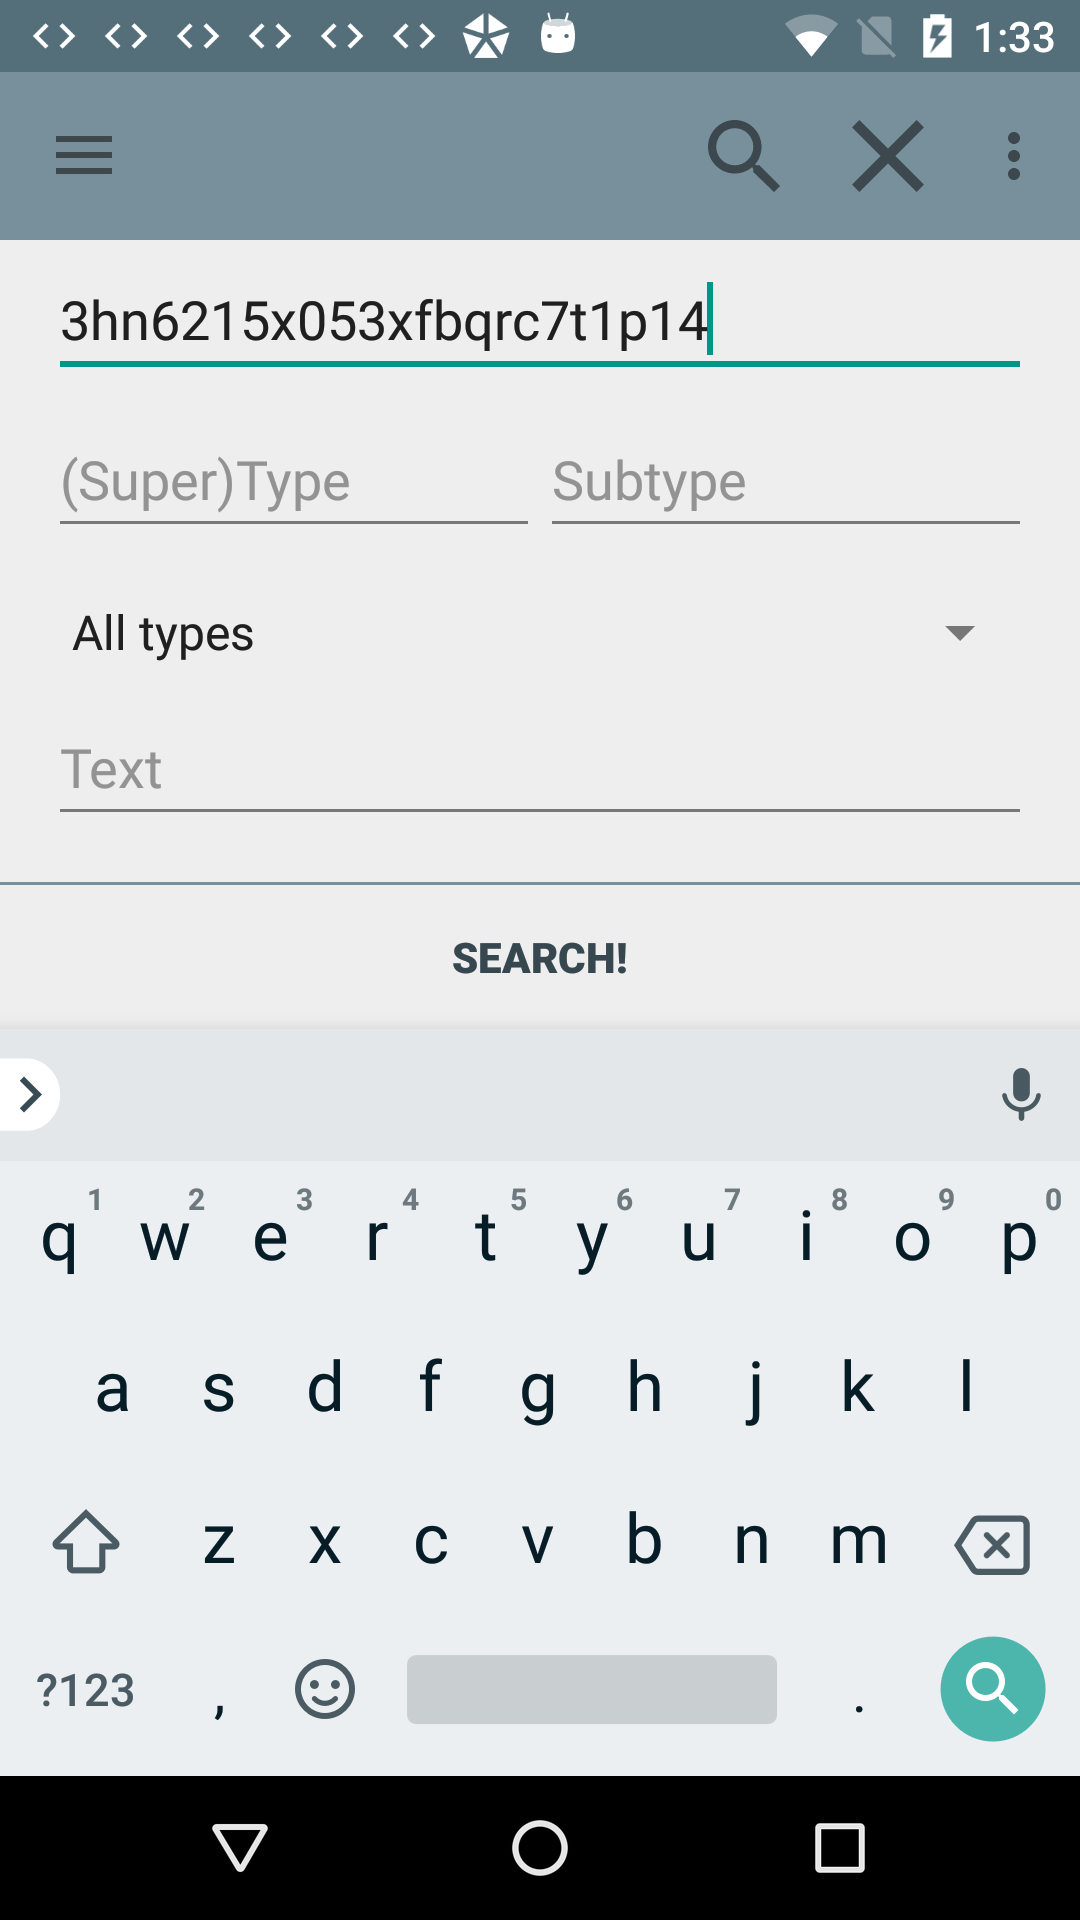 1:33
3hn6215x053xfbqrc7t1p14
(Super)Type Subtype
All types
Text
SEARCH!
1 2 3 4 5 6 7 8 9 0
q w e r t y u i o p
a s d f g h j k l
z x c v b n m
?123 , .